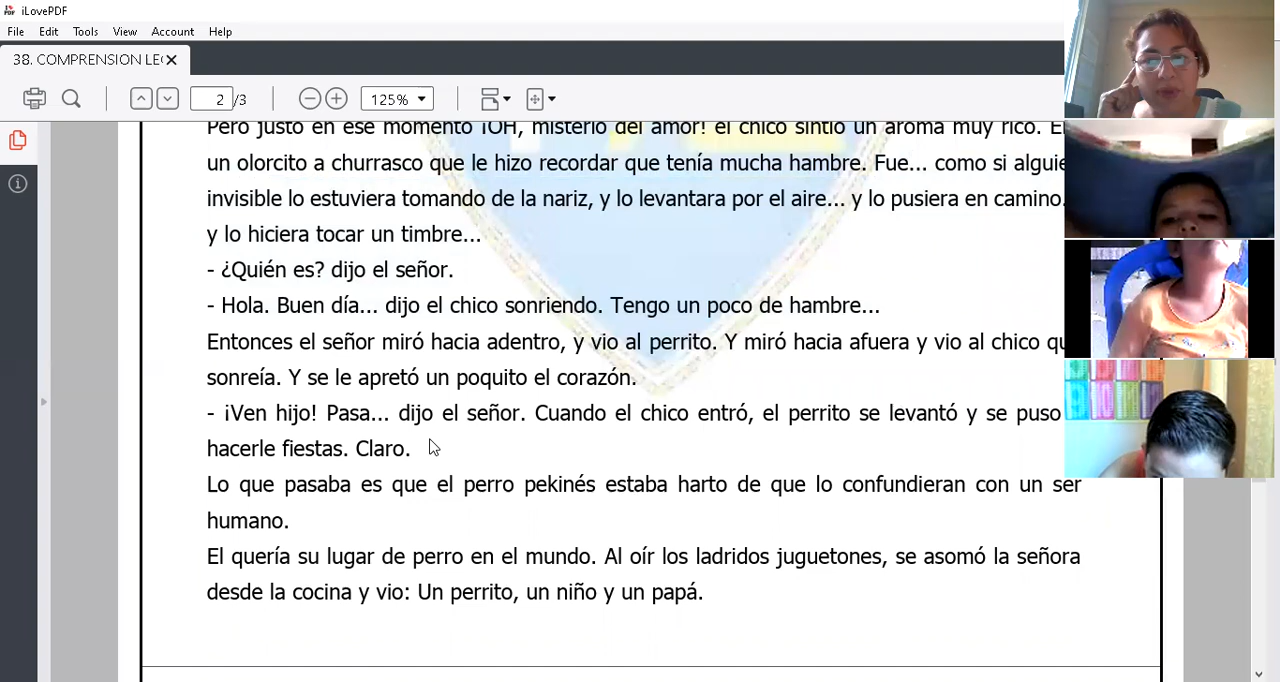 iLovePDF
File Edit Tools View Account Help
38. COMPRENSION LE
2 /3 125%
Pero justo en ese momento ¡OH, misterio del amor! el chico sintió un aroma muy rico. E
un olorcito a churrasco que le hizo recordar que tenía mucha hambre. Fue... como si alguie
invisible lo estuviera tomando de la nariz, y lo levantara por el aire... y lo pusiera en camino.
y lo hiciera tocar un timbre...
- ¿Quién es? dijo el señor.
- Hola. Buen día... dijo el chico sonriendo. Tengo un poco de hambre...
Entonces el señor miró hacia adentro, y vio al perrito. Y miró hacia afuera y vio al chico qu
sonreía. Y se le apretó un poquito el corazón.
- ¡Ven hijo! Pasa... dijo el señor. Cuando el chico entró, el perrito se levantó y se puso
hacerle fiestas. Claro.
Lo que pasaba es que el perro pekinés estaba harto de que lo confundieran con un ser
humano.
El quería su lugar de perro en el mundo. Al oír los ladridos juguetones, se asomó la señora
desde la cocina y vio: Un perrito, un niño y un papá.